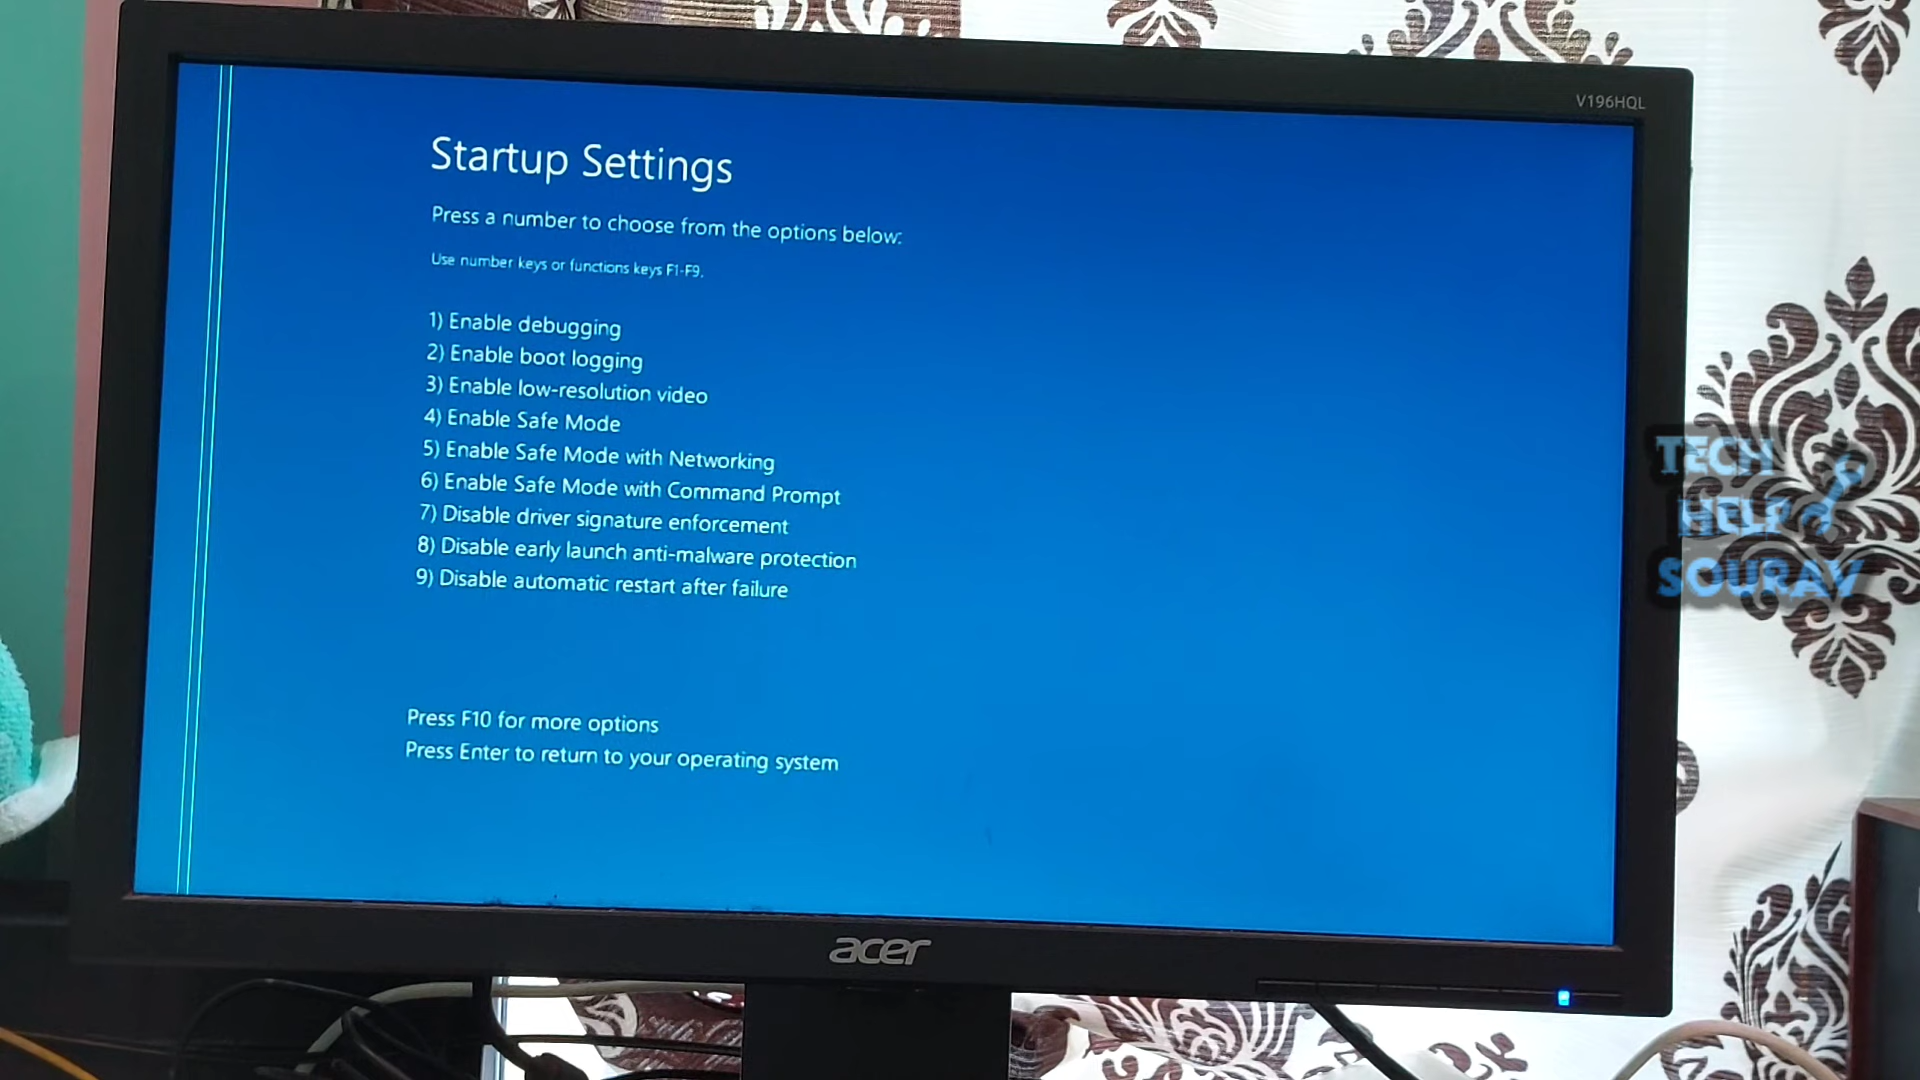 V196HQL
Startup Settings
Press a number to choose from the options below:
Use number keys or functions keys F1-F9.
1) Enable debugging
2) Enable boot logging
3) Enable low-resolution video
4) Enable Safe Mode
5) Enable Safe Mode with Networking
6) Enable Safe Mode with Command Prompt
7) Disable driver signature enforcement
8) Disable early launch anti-malware protection
9) Disable automatic restart after failure
Press F10 for more options
Press Enter to return to your operating system
TECH
HELP
SOURAV
acer